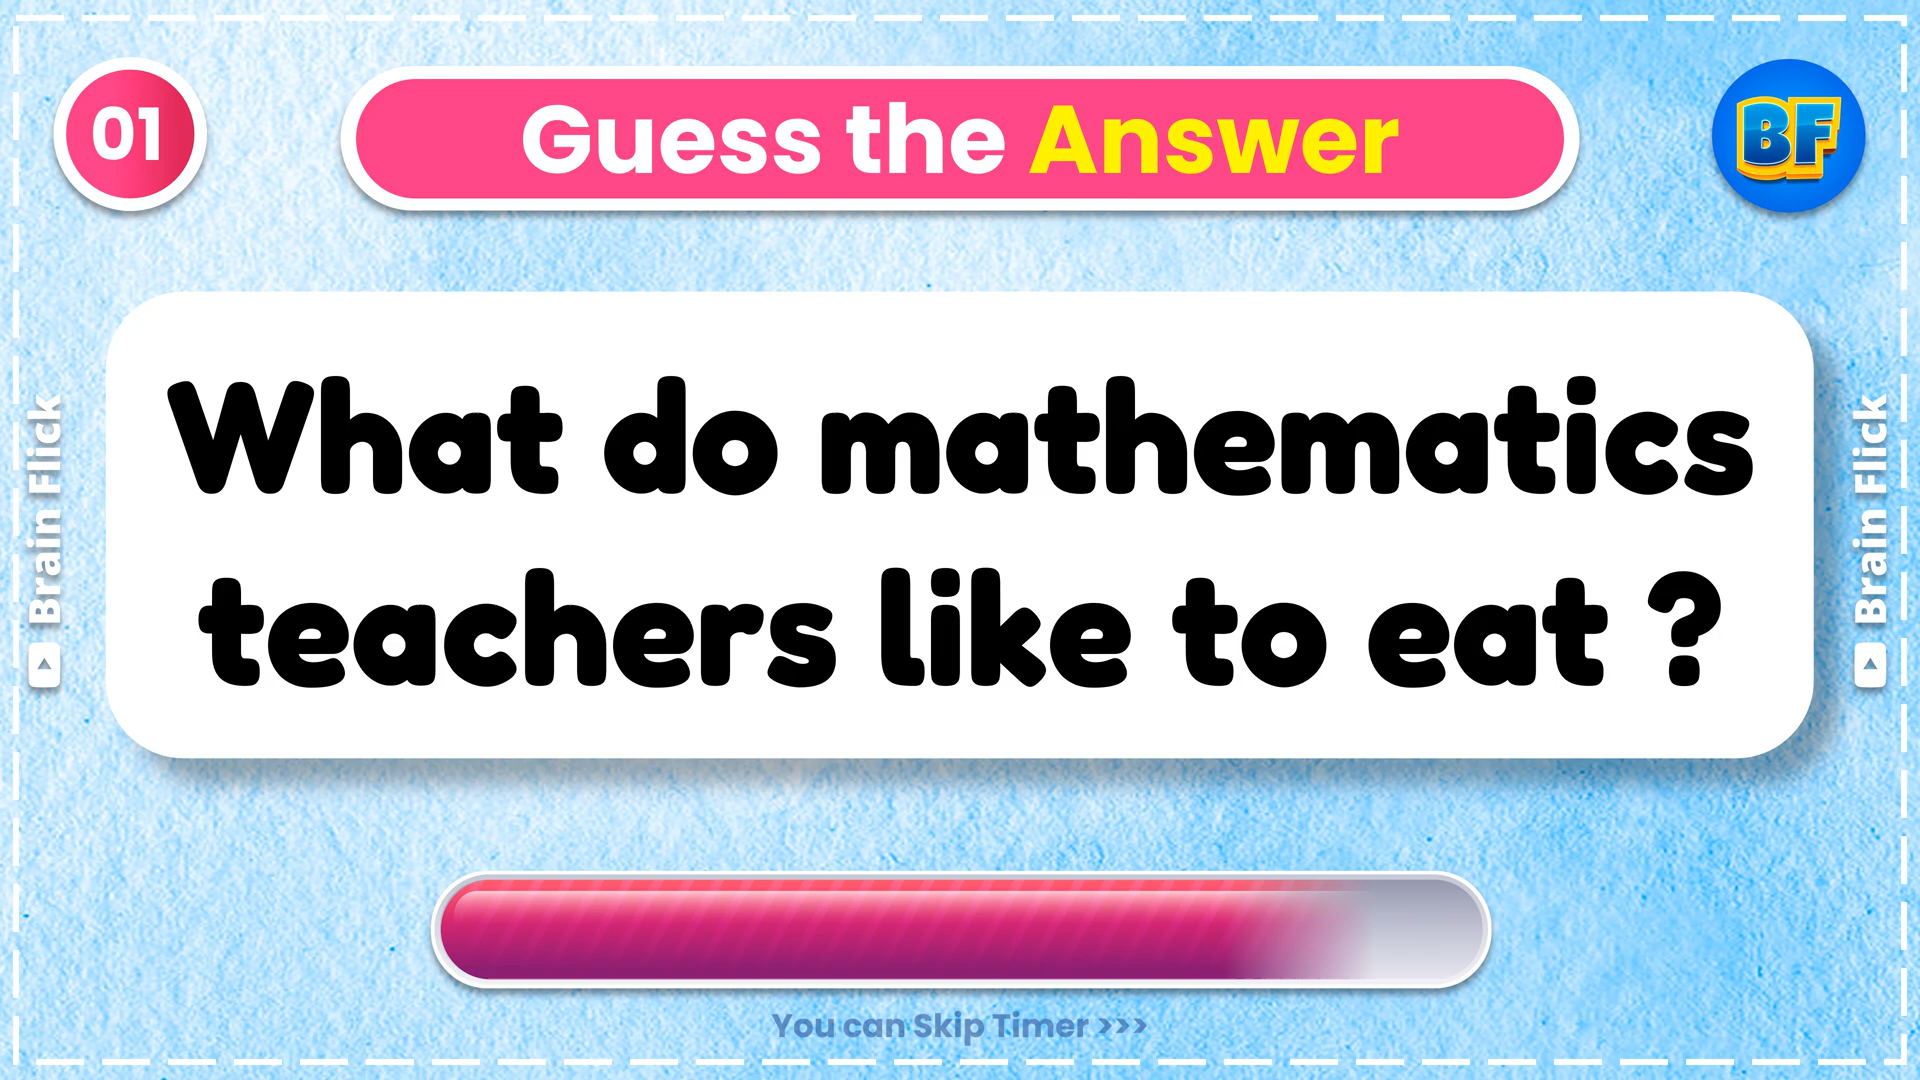 01
Guess the Answer
BF
What do mathematics
teachers like to eat ?
Brain Flick
Brain Flick
You can Skip Timer >>>